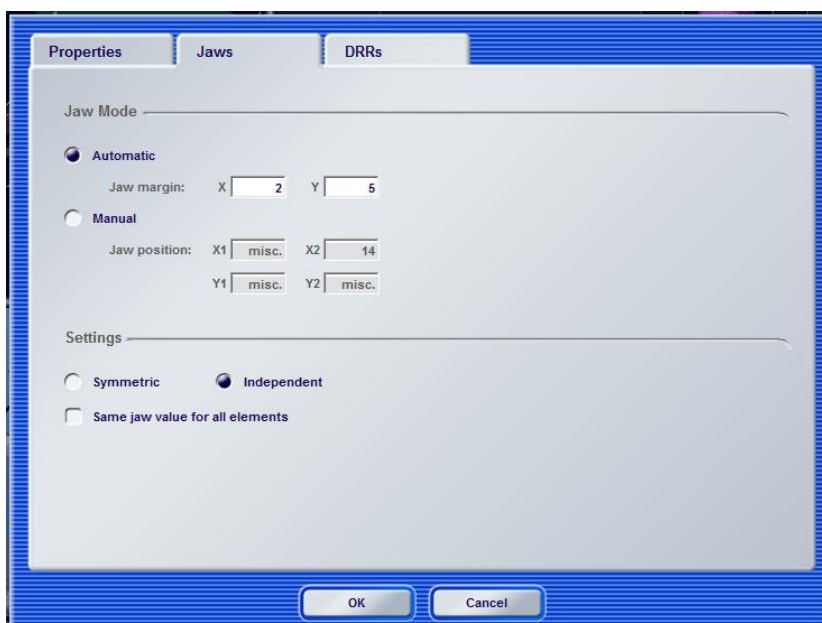 Properties Jaws DRRs
Jaw Mode
Automatic
Jaw margin: X 2 Y 5
Manual
Jaw position: X1 misc. X2 14
Y1 misc. Y2 misc.
Settings
Symmetric Independent
Same jaw value for all elements
OK Cancel